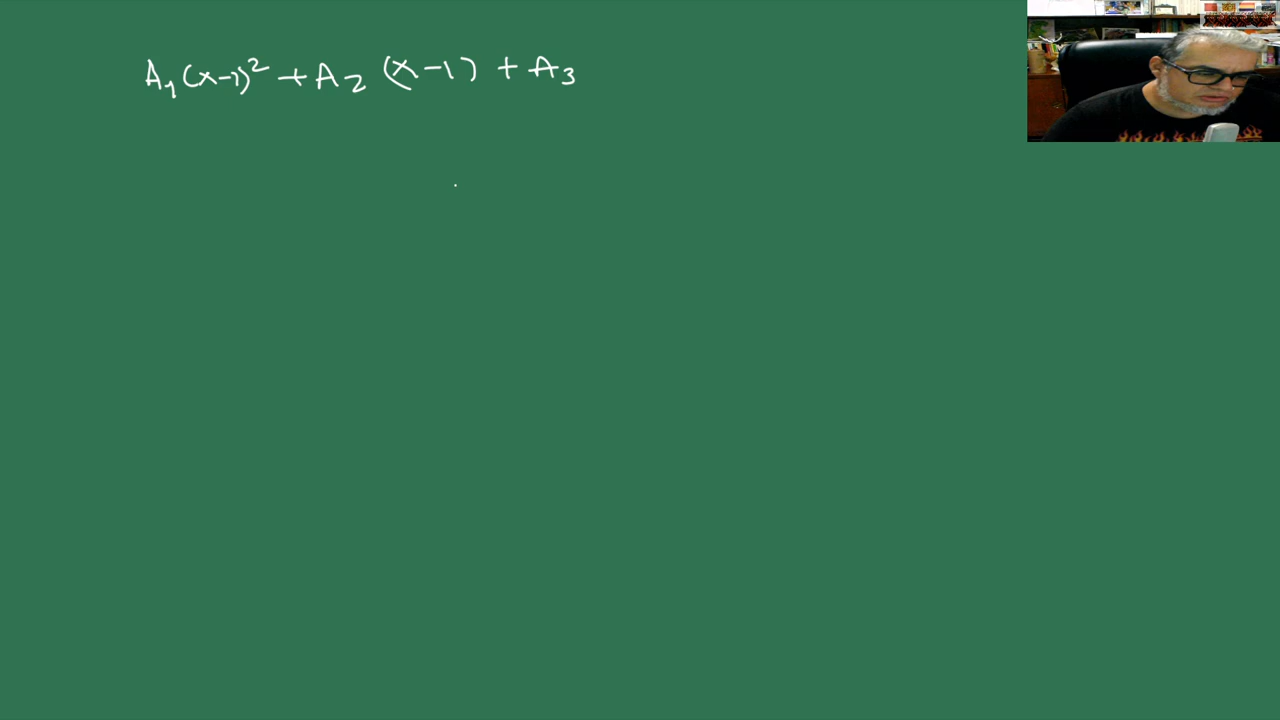 A₁(x-1)² + A₂ (x-1) + A₃